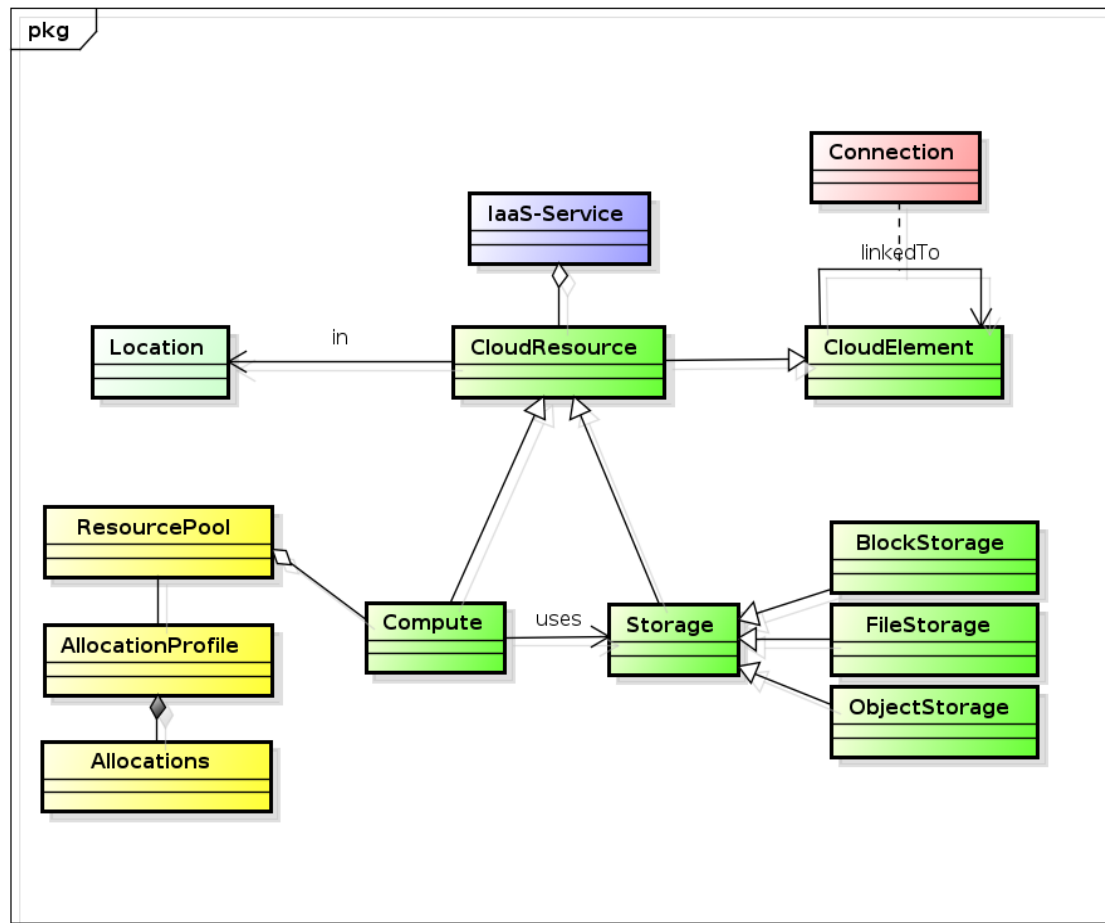 pkg
Connection
IaaS-Service
linkedTo
in
Location
CloudResource
CloudElement
ResourcePool
BlockStorage
uses
Compute
Storage
FileStorage
AllocationProfile
ObjectStorage
Allocations